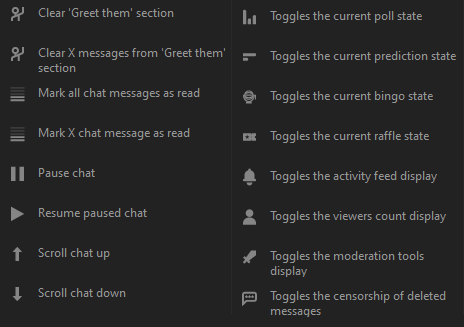 Clear 'Greet them' section
Clear X messages from 'Greet them'
section
Mark all chat messages as read
Mark X chat message as read
Pause chat
Resume paused chat
Scroll chat up
Scroll chat down
Toggles the current poll state
Toggles the current prediction state
Toggles the current bingo state
Toggles the current raffle state
Toggles the activity feed display
Toggles the viewers count display
Toggles the moderation tools
display
Toggles the censorship of deleted
messages